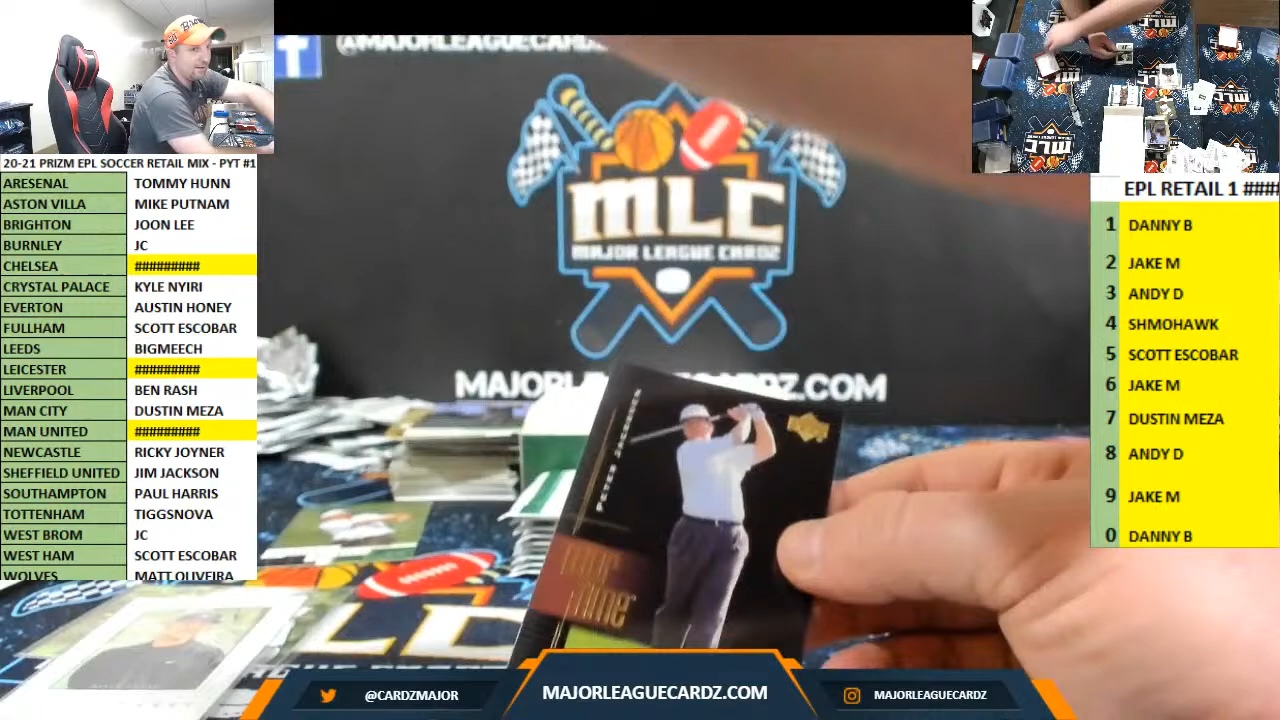 @MAJORLEAGUECARDZ
MLC
MAJOR LEAGUE CARDZ
MAJORLEAGUECARDZ.COM
20-21 PRIZM EPL SOCCER RETAIL MIX - PYT #1
ARESENAL TOMMY HUNN
ASTON VILLA MIKE PUTNAM
BRIGHTON JOON LEE
BURNLEY JC
CHELSEA #########
CRYSTAL PALACE KYLE NYIRI
EVERTON AUSTIN HONEY
FULLHAM SCOTT ESCOBAR
LEEDS BIGMEECH
LEICESTER #########
LIVERPOOL BEN RASH
MAN CITY DUSTIN MEZA
MAN UNITED #########
NEWCASTLE RICKY JOYNER
SHEFFIELD UNITED JIM JACKSON
SOUTHAMPTON PAUL HARRIS
TOTTENHAM TIGGSNOVA
WEST BROM JC
WEST HAM SCOTT ESCOBAR
WOLVES MATT OLIVEIRA
EPL RETAIL 1 ####
1 DANNY B
2 JAKE M
3 ANDY D
4 SHMOHAWK
5 SCOTT ESCOBAR
6 JAKE M
7 DUSTIN MEZA
8 ANDY D
9 JAKE M
0 DANNY B
PETER JACOBSEN
@CARDZMAJOR
MAJORLEAGUECARDZ.COM
MAJORLEAGUECARDZ